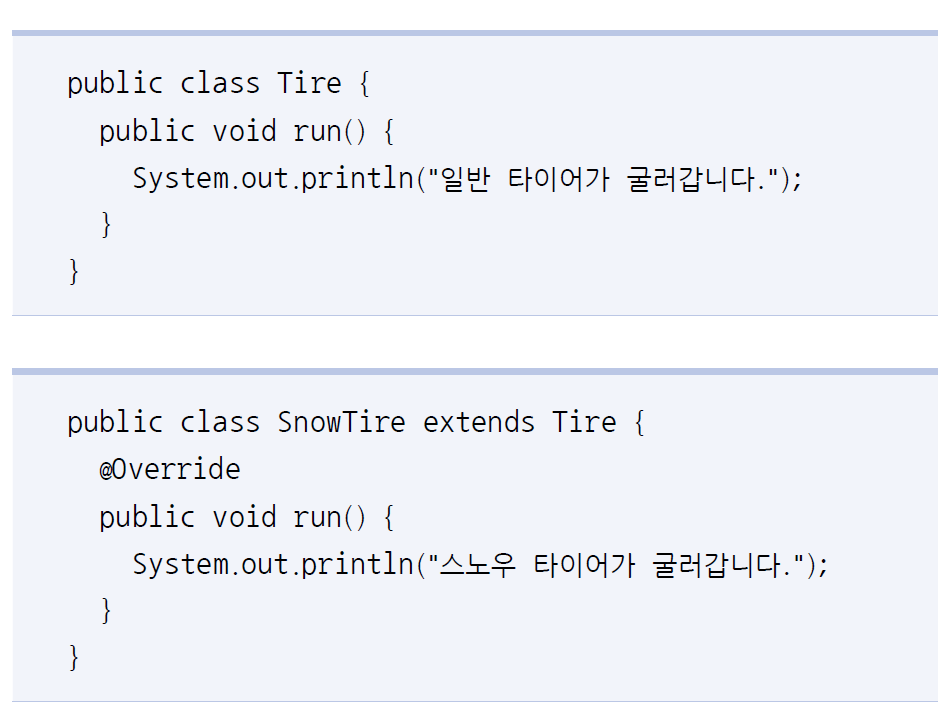 public class Tire {
public void run() {
System.out.println("일반 타이어가 굴러갑니다.");
}
}
public class SnowTire extends Tire {
@Override
public void run() {
System.out.println("스노우 타이어가 굴러갑니다.");
}
}